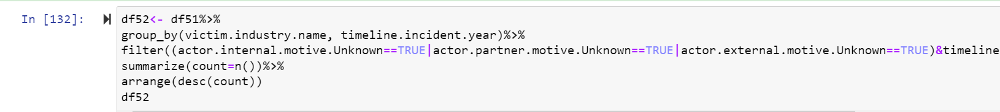 In [132]:
df52<- df51%>%
group_by(victim.industry.name, timeline.incident.year)%>%
filter((actor.internal.motive.Unknown==TRUE|actor.partner.motive.Unknown==TRUE|actor.external.motive.Unknown==TRUE)&timeline
summarize(count=n())%>%
arrange(desc(count))
df52